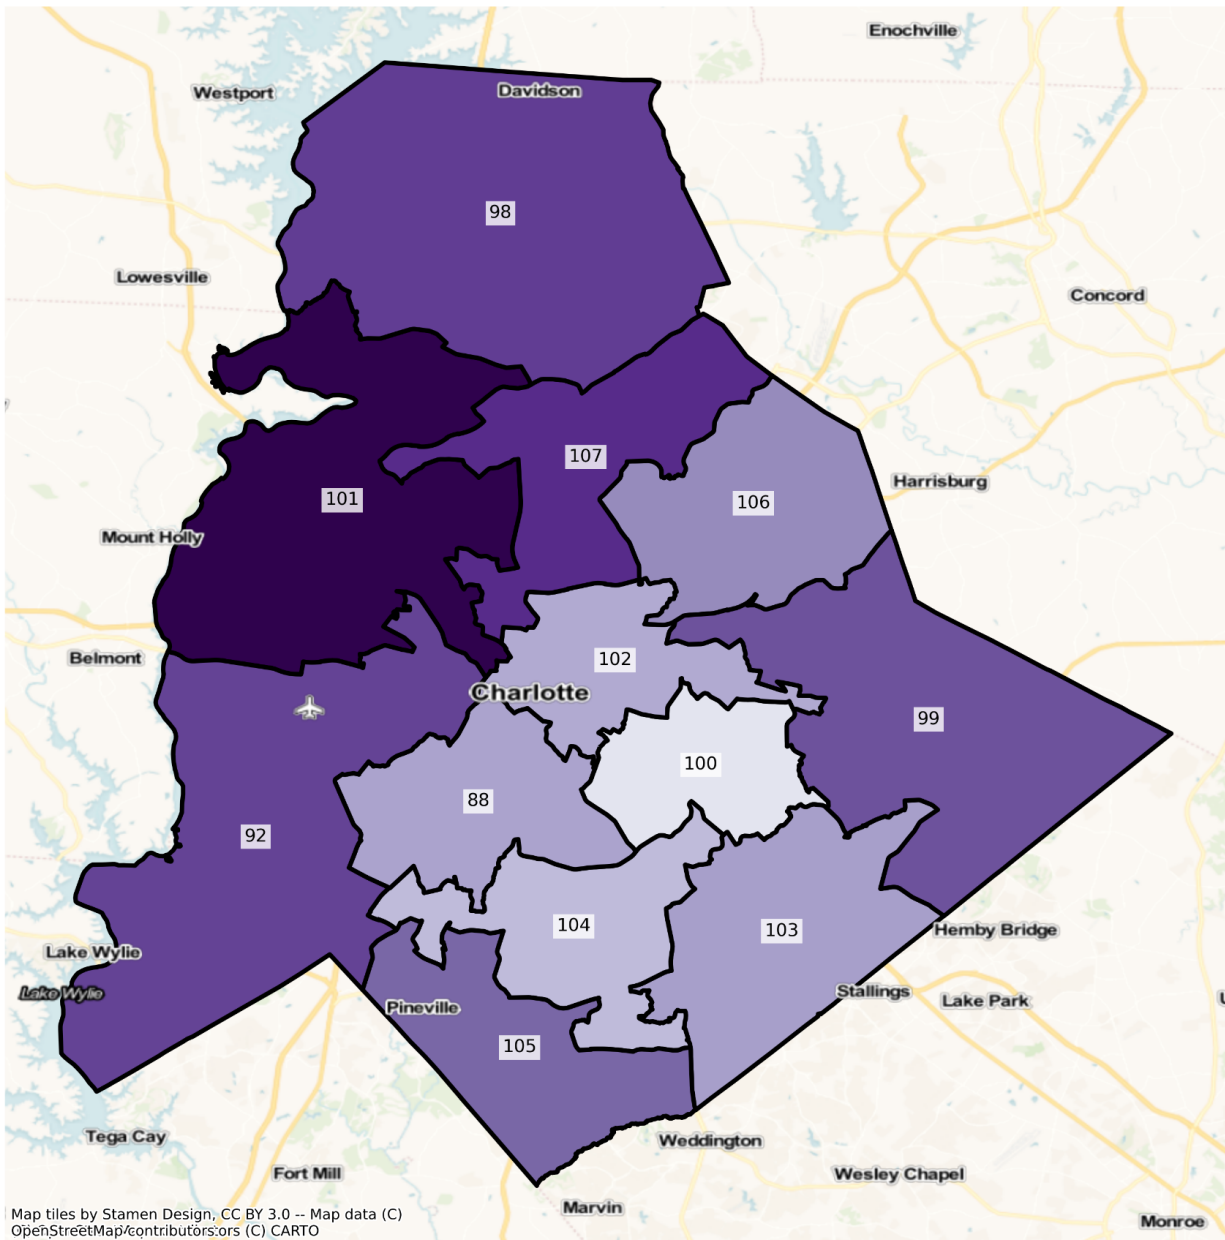 Enochville
Westport
Davidson
98
Lowesville
Concord
107
Harrisburg
101
106
Mount Holly
Belmont
102
Charlotte
99
100
88
92
104
103
Hemby Bridge
Lake Wylie
Lake Wylie
Stallings
Lake Park
Pineville
105
Tega Cay
Weddington
Fort Mill
Wesley Chapel
Marvin
Monroe
Map tiles by Stamen Design, CC BY 3.0 -- Map data (C)
OpenStreetMap contributors (C) CARTO